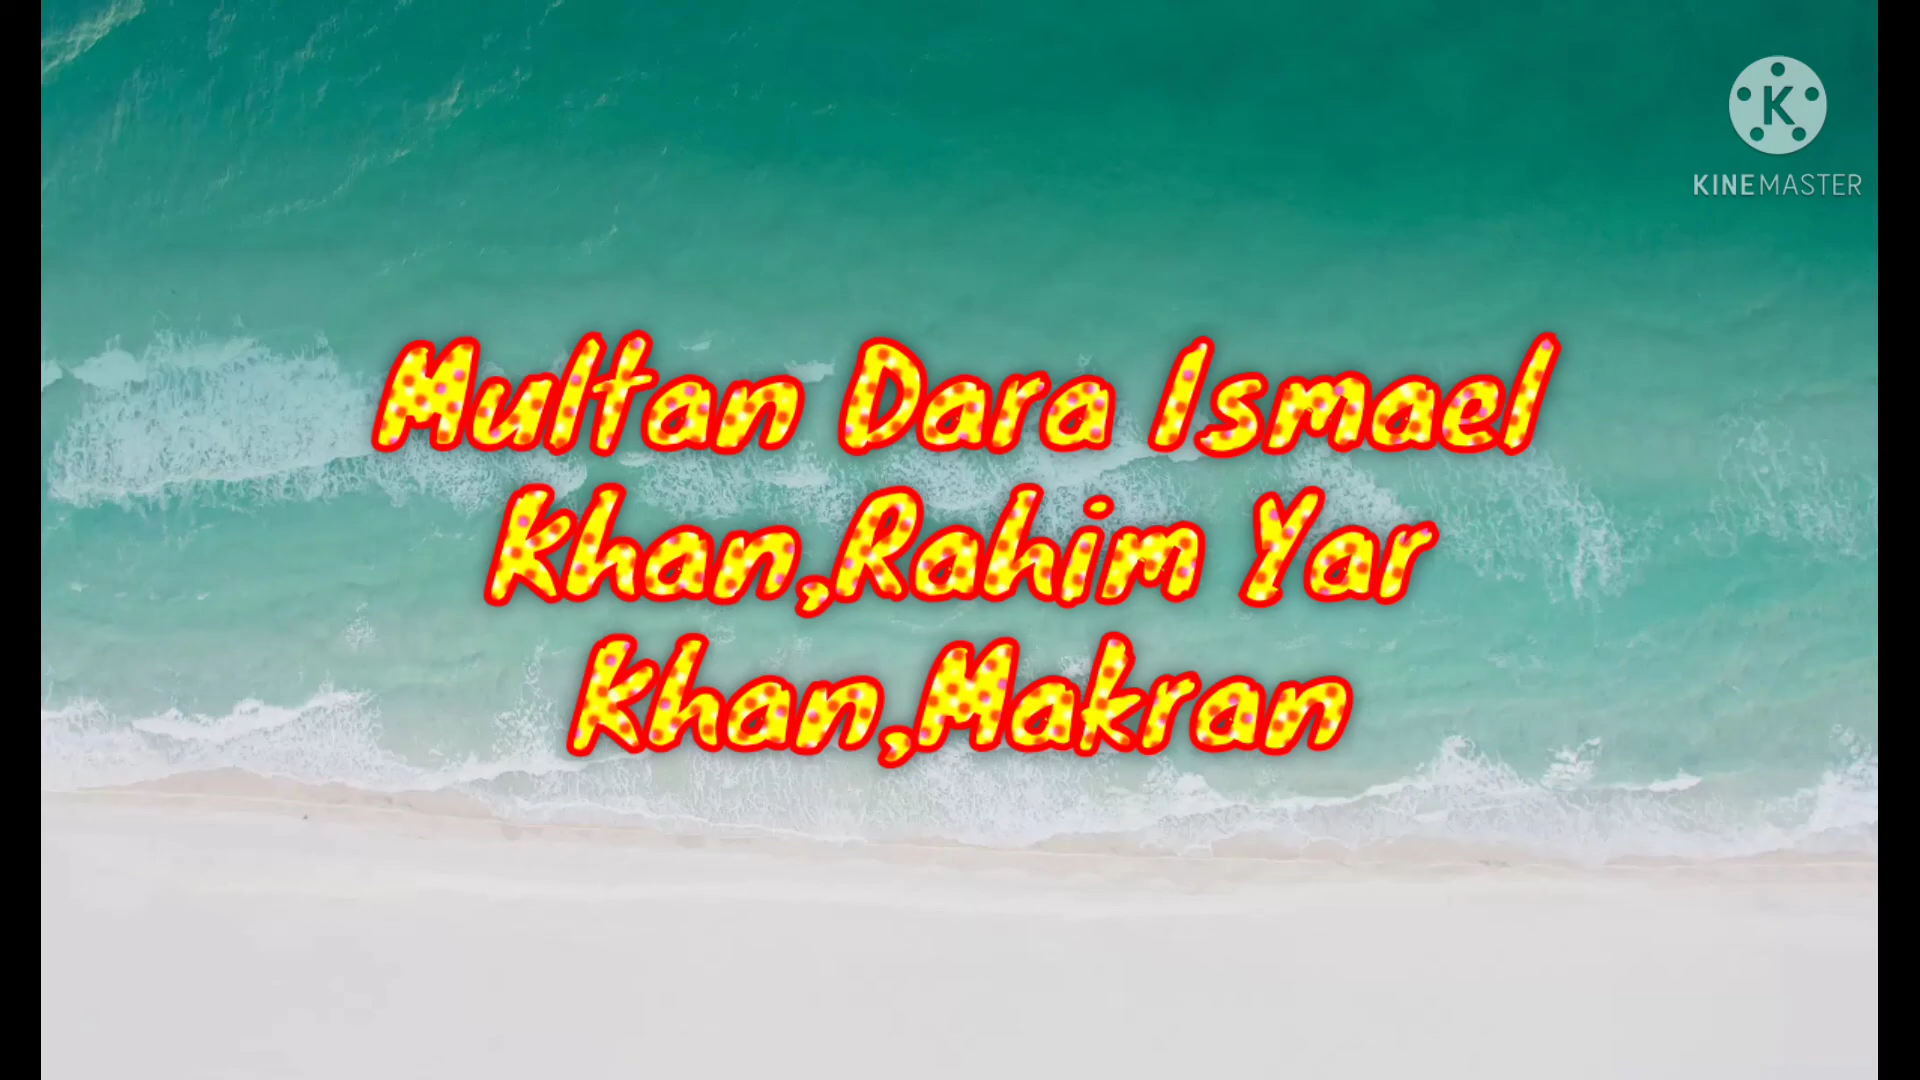 K
KINEMASTER
Multan Dara Ismael
Khan,Rahim Yar
Khan,Makran